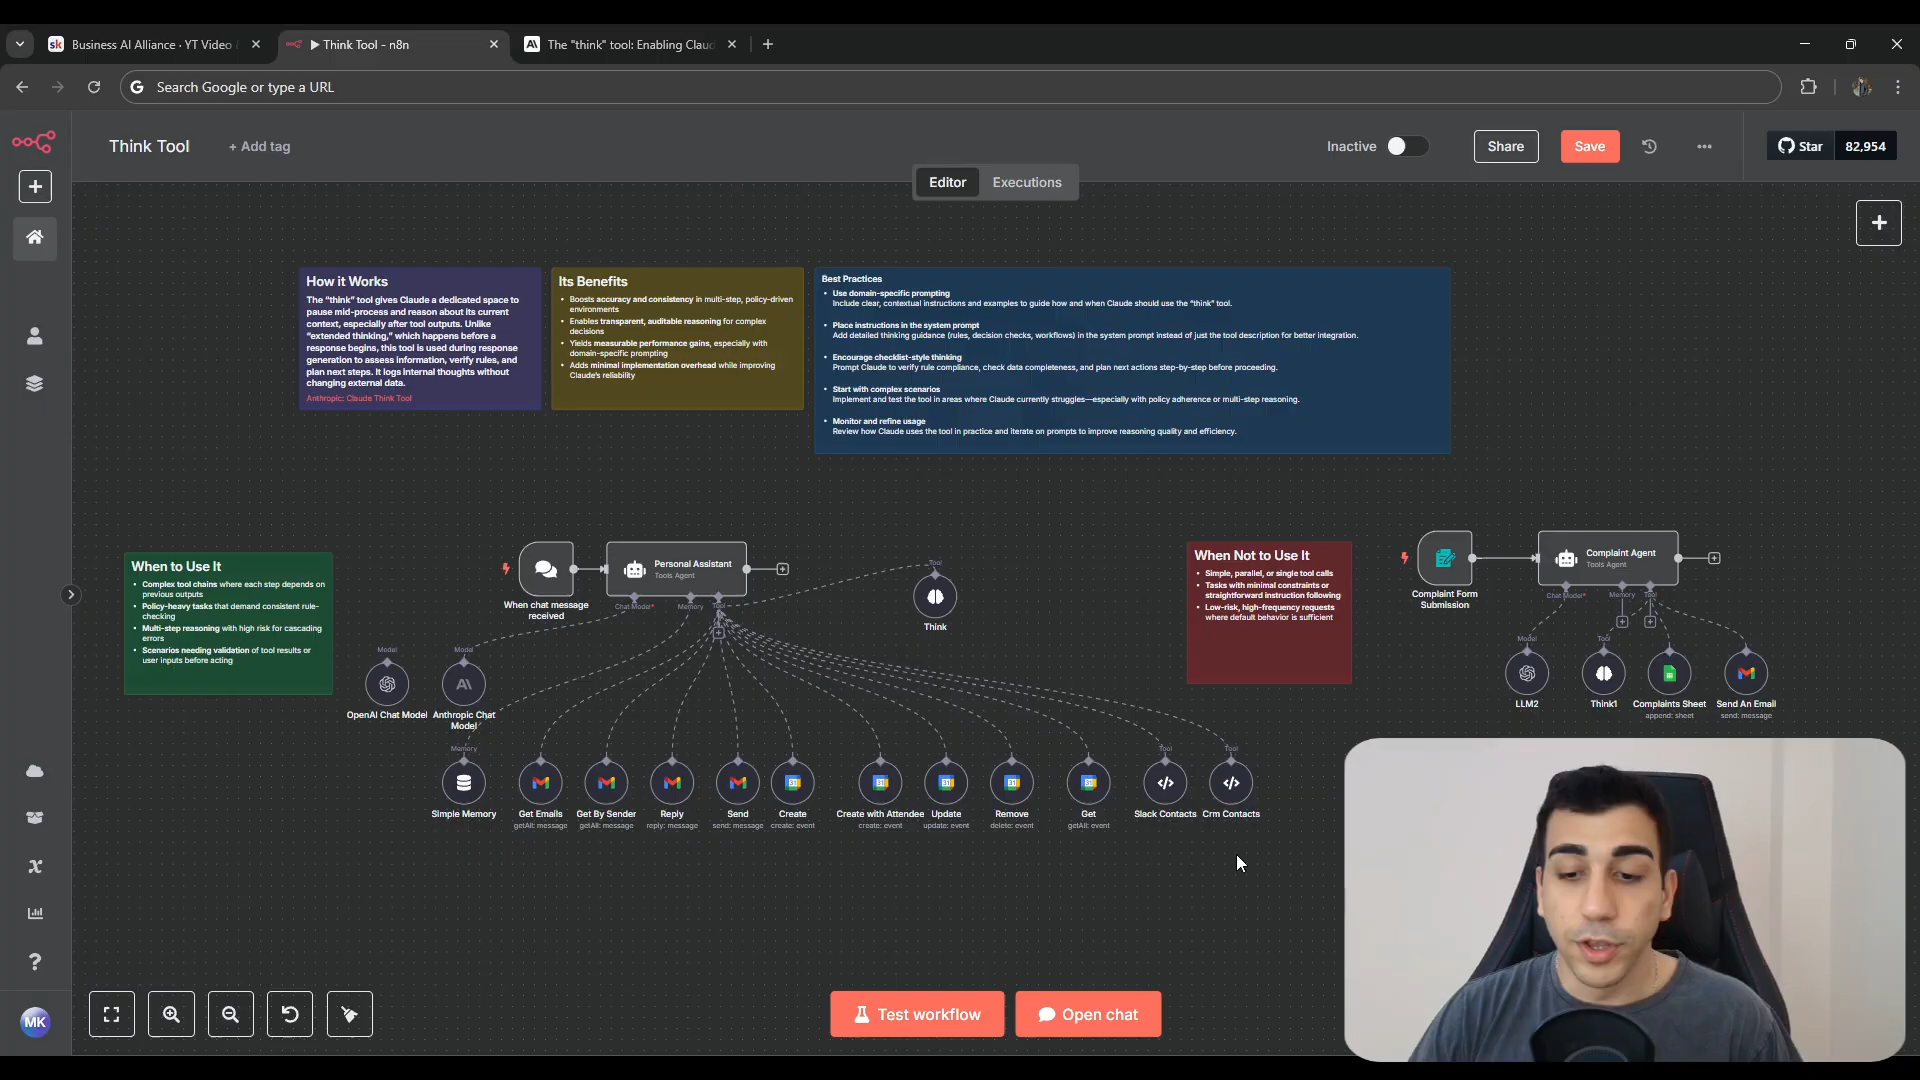 Business AI Alliance · YT Video
Think Tool - n8n
The "think" tool: Enabling Clau
Search Google or type a URL
Think Tool
+ Add tag
Inactive
Share
Save
Star
82,954
Editor
Executions
How it Works
The “think” tool gives Claude a dedicated space to
pause mid-process and reason about its current
context, especially after tool outputs. Unlike
“extended thinking,” which happens before a
response begins, this tool is used during response
generation to assess information, verify rules, and
plan next steps. It logs internal thoughts without
changing external data.
Anthropic: Claude Think Tool
Its Benefits
• Boosts accuracy and consistency in multi-step, policy-driven
environments
• Enables transparent, auditable reasoning for complex
decisions
• Yields measurable performance gains, especially with
domain-specific prompting
• Adds minimal implementation overhead while improving
Claude's reliability
Best Practices
• Use domain-specific prompting
Include clear, contextual instructions and examples to guide how and when Claude should use the “think” tool.
• Place instructions in the system prompt
Add detailed thinking guidance (rules, decision checks, workflows) in the system prompt instead of just the tool description for better integration.
• Encourage checklist-style thinking
Prompt Claude to verify rule compliance, check data completeness, and plan next actions step-by-step before proceeding.
• Start with complex scenarios
Implement and test the tool in areas where Claude currently struggles—especially with policy adherence or multi-step reasoning.
• Monitor and refine usage
Review how Claude uses the tool in practice and iterate on prompts to improve reasoning quality and efficiency.
When to Use It
• Complex tool chains where each step depends on
previous outputs
• Policy-heavy tasks that demand consistent rule-
checking
• Multi-step reasoning with high risk for cascading
errors
• Scenarios needing validation of tool results or
user inputs before acting
When chat message
received
Personal Assistant
Tools Agent
Chat Model*
Memory
Tool
Tool
Think
Model
OpenAI Chat Model
Model
Anthropic Chat
Model
Memory
Simple Memory
Get Emails
getAll: message
Get By Sender
getAll: message
Reply
reply: message
Send
send: message
Create
create: event
Create with Attendee
create: event
Update
update: event
Remove
delete: event
Get
getAll: event
Tool
Slack Contacts
Tool
Crm Contacts
When Not to Use It
• Simple, parallel, or single tool calls
• Tasks with minimal constraints or
straightforward instruction following
• Low-risk, high-frequency requests
where default behavior is sufficient
Complaint Form
Submission
Complaint Agent
Tools Agent
Chat Model*
Memory
Tool
Model
LLM2
Tool
Think1
Complaints Sheet
append: sheet
Send An Email
send: message
MK
Test workflow
Open chat